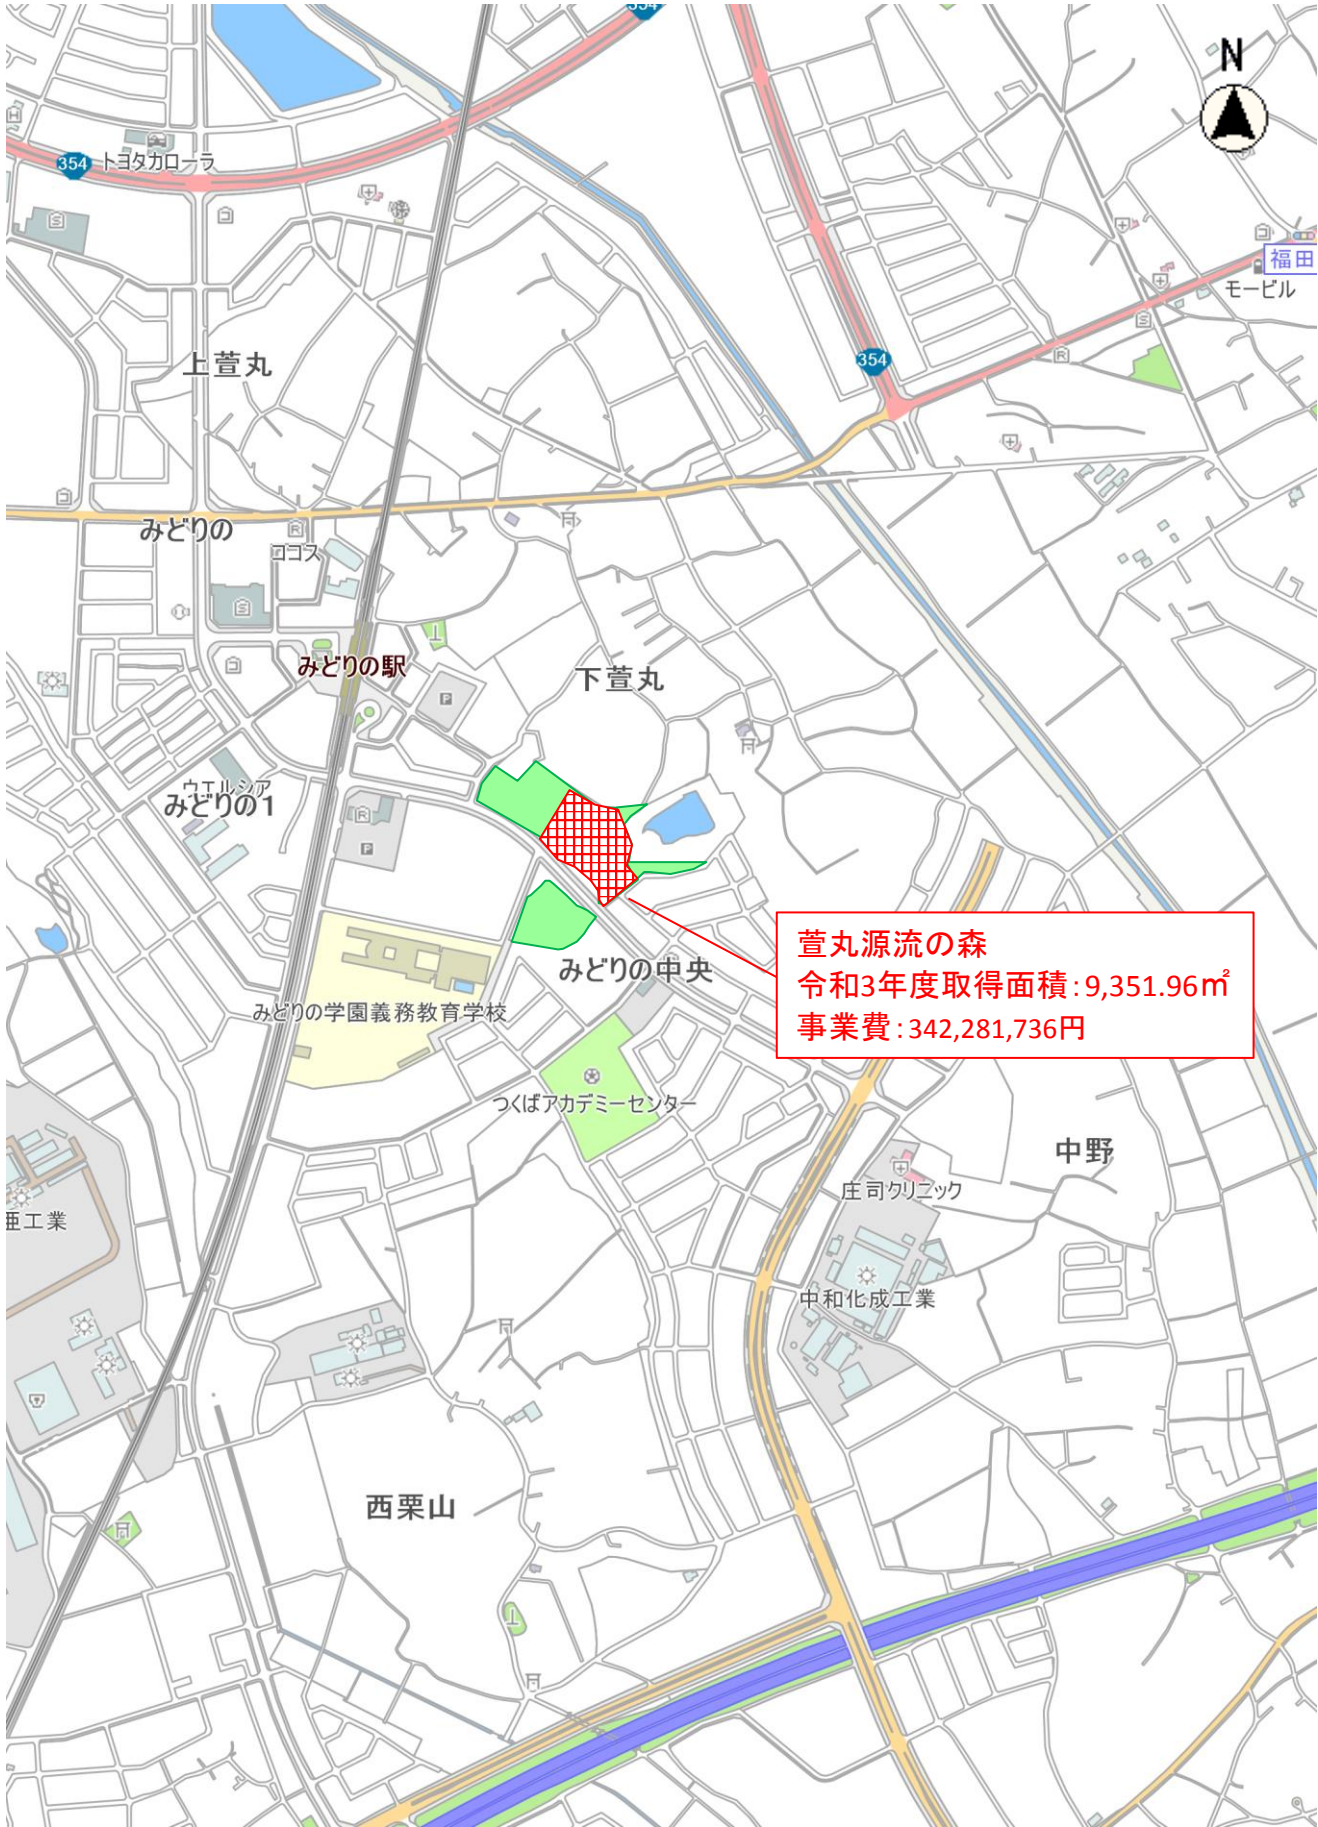 354
N
354
トヨタカローラ
福田
モービル
354
上萱丸
みどりの
ココス
みどりの駅
下萱丸
ウエルシア
みどりの1
萱丸源流の森
令和3年度取得面積:9,351.96㎡
事業費:342,281,736円
みどりの中央
みどりの学園義務教育学校
つくばアカデミーセンター
中野
庄司クリニック
亜工業
中和化成工業
西栗山